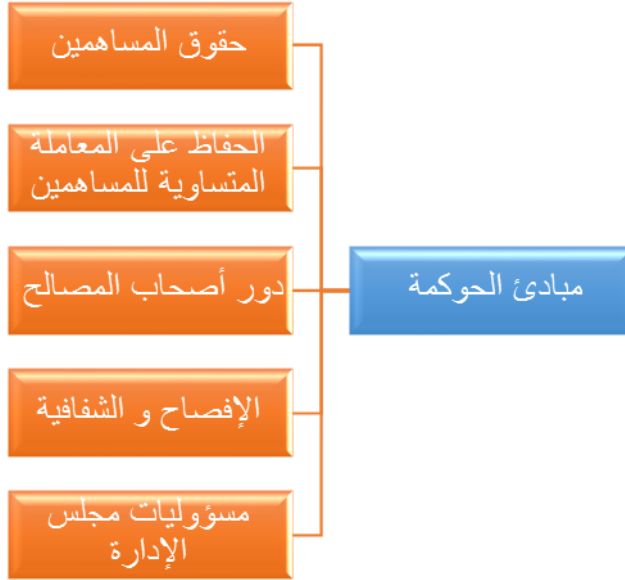 مبادئ الحوكمة
حقوق المساهمين
الحفاظ على المعاملة
المتساوية للمساهمين
دور أصحاب المصالح
الإفصاح و الشفافية
مسؤوليات مجلس
الإدارة